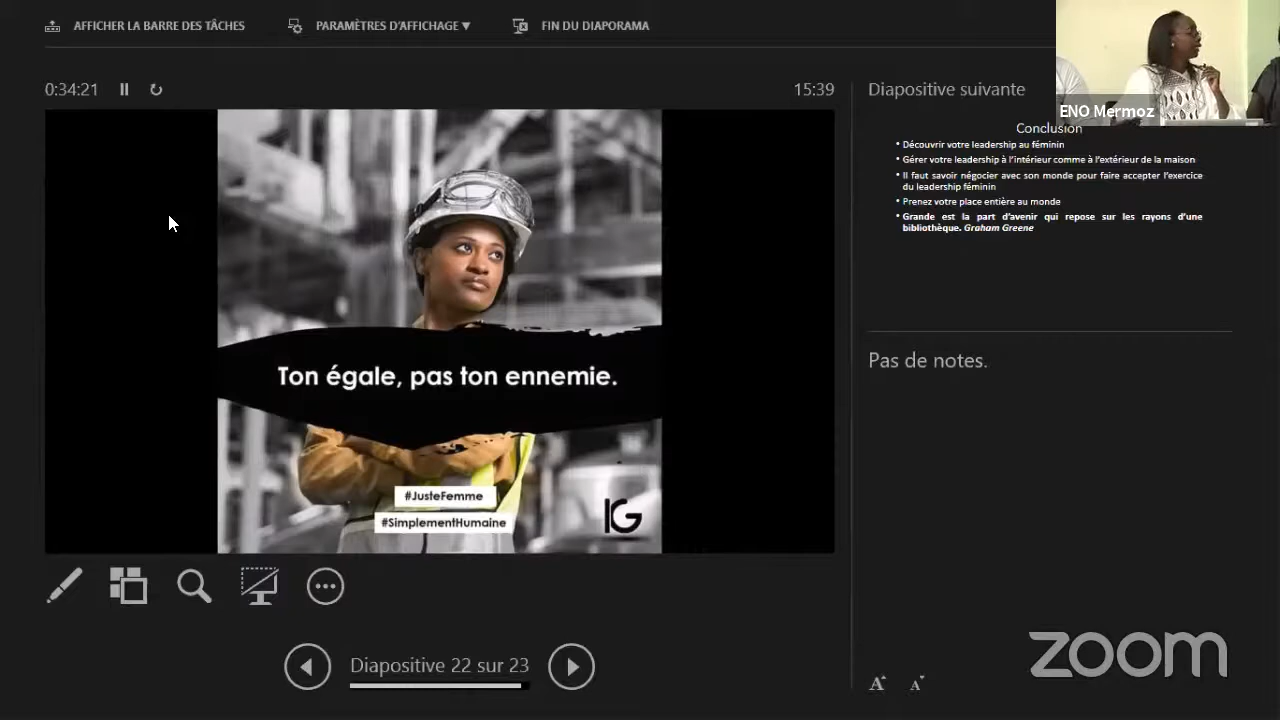 AFFICHER LA BARRE DES TÂCHES
PARAMÈTRES D'AFFICHAGE ▼
FIN DU DIAPORAMA
0:34:21
15:39
Ton égale, pas ton ennemie.
#JusteFemme
#SimplementHumaine
IG
Diapositive 22 sur 23
Diapositive suivante
ENO Mermoz
Conclusion
• Découvrir votre leadership au féminin
• Gérer votre leadership à l'intérieur comme à l'extérieur de la maison
• Il faut savoir négocier avec son monde pour faire accepter l'exercice
du leadership féminin
• Prenez votre place entière au monde
• Grande est la part d'avenir qui repose sur les rayons d'une
bibliothèque. Graham Greene
Pas de notes.
A A
zoom